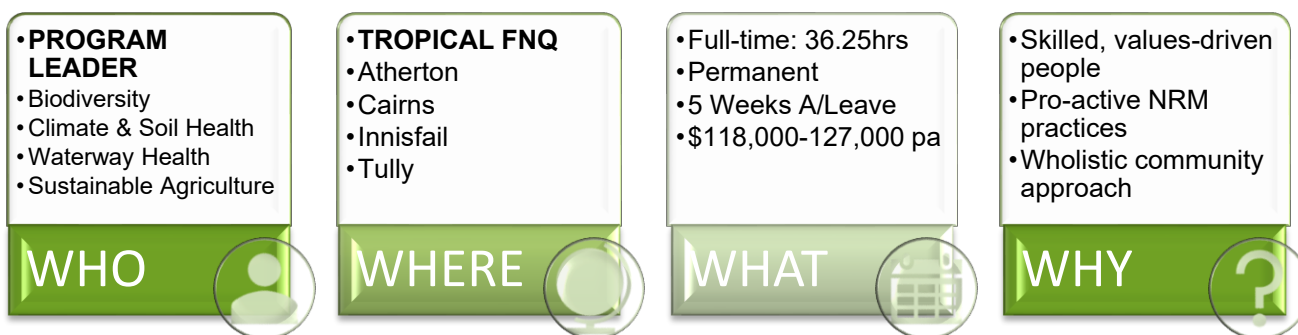 •PROGRAM
LEADER
•Biodiversity
•Climate & Soil Health
•Waterway Health
•Sustainable Agriculture
WHO
•TROPICAL FNQ
•Atherton
•Cairns
•Innisfail
•Tully
WHERE
•Full-time: 36.25hrs
•Permanent
•5 Weeks A/Leave
•$118,000-127,000 pa
WHAT
•Skilled, values-driven
people
•Pro-active NRM
practices
•Wholistic community
approach
WHY
?